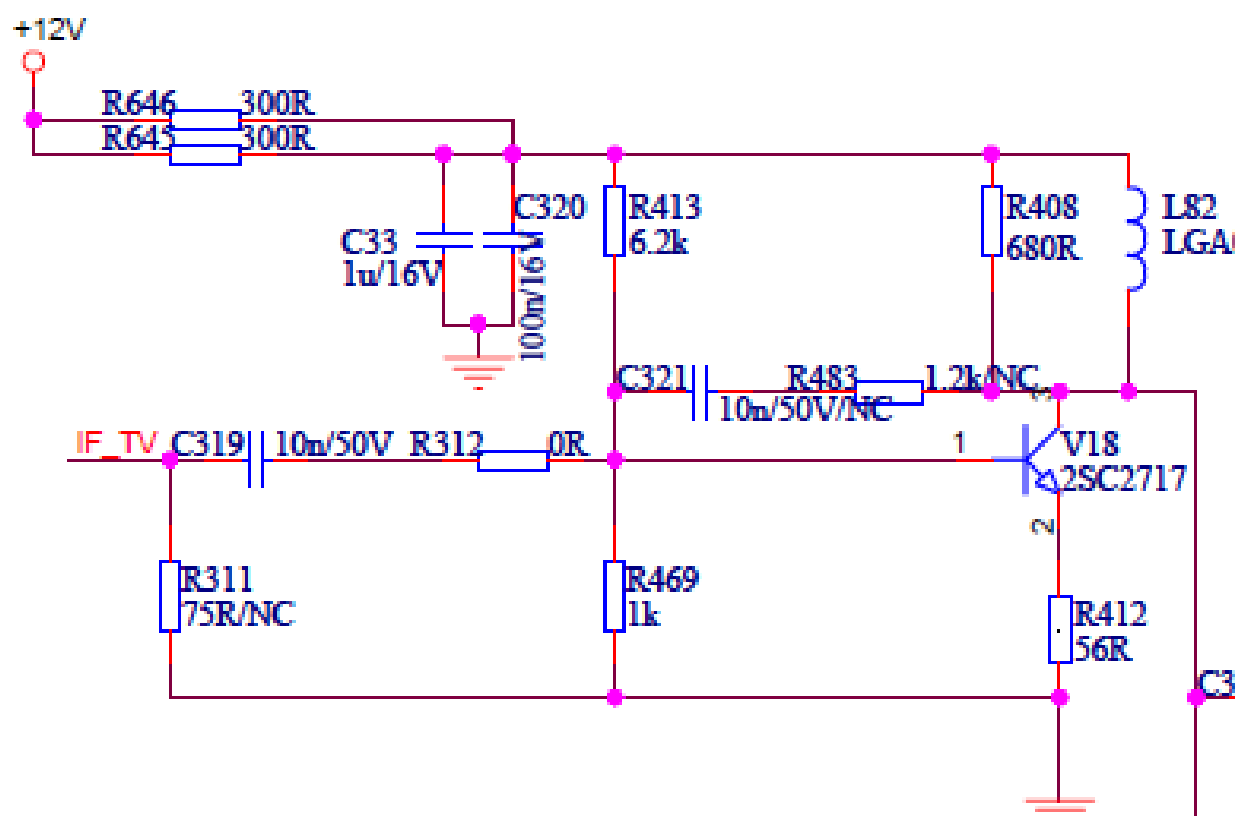 +12V
R646 300R
R645 300R
C320
R413
6.2k
R408
680R
L82
C33
1u/16V
100n/16V
C321
R483
1.2k/NC
10n/50V/NC
3
IF_TV
C319
10n/50V
R312
0R
1
V18
2SC2717
2
R311
75R/NC
R469
1k
R412
56R